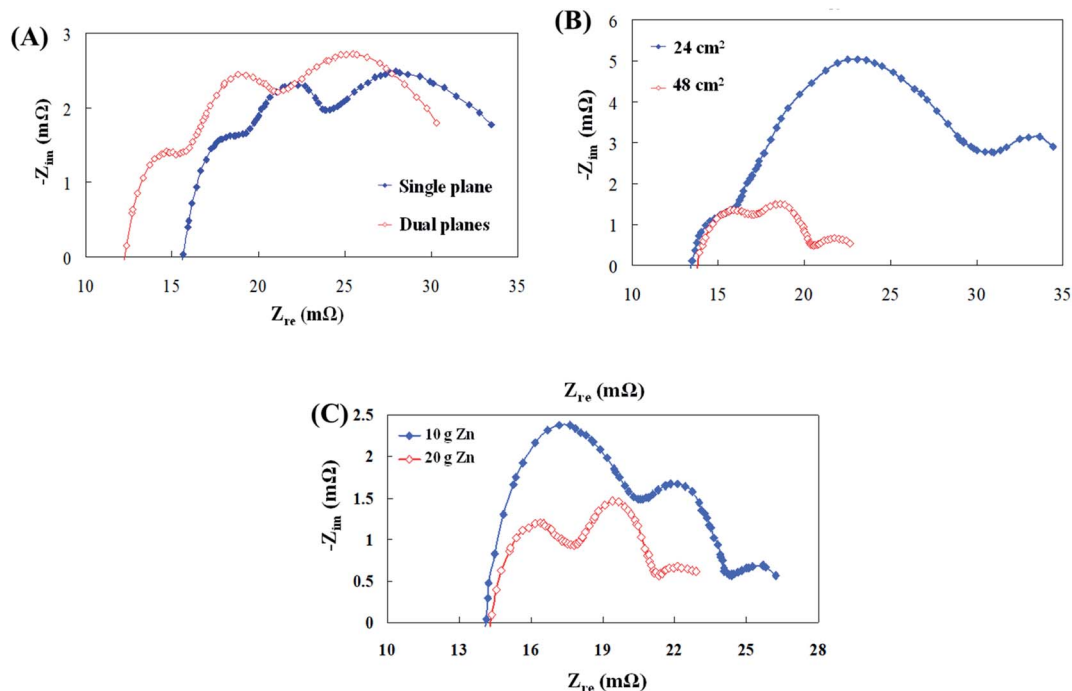 (A)
3
2
1
0
-Zim (mΩ)
Single plane
Dual planes
10 15 20 25 30 35
Zre (mΩ)
(B)
6
5
4
3
2
1
0
-Zim (mΩ)
24 cm²
48 cm²
10 15 20 25 30 35
Zre (mΩ)
(C)
2.5
2
1.5
1
0.5
0
-Zim (mΩ)
10 g Zn
20 g Zn
10 13 16 19 22 25 28
Zre (mΩ)